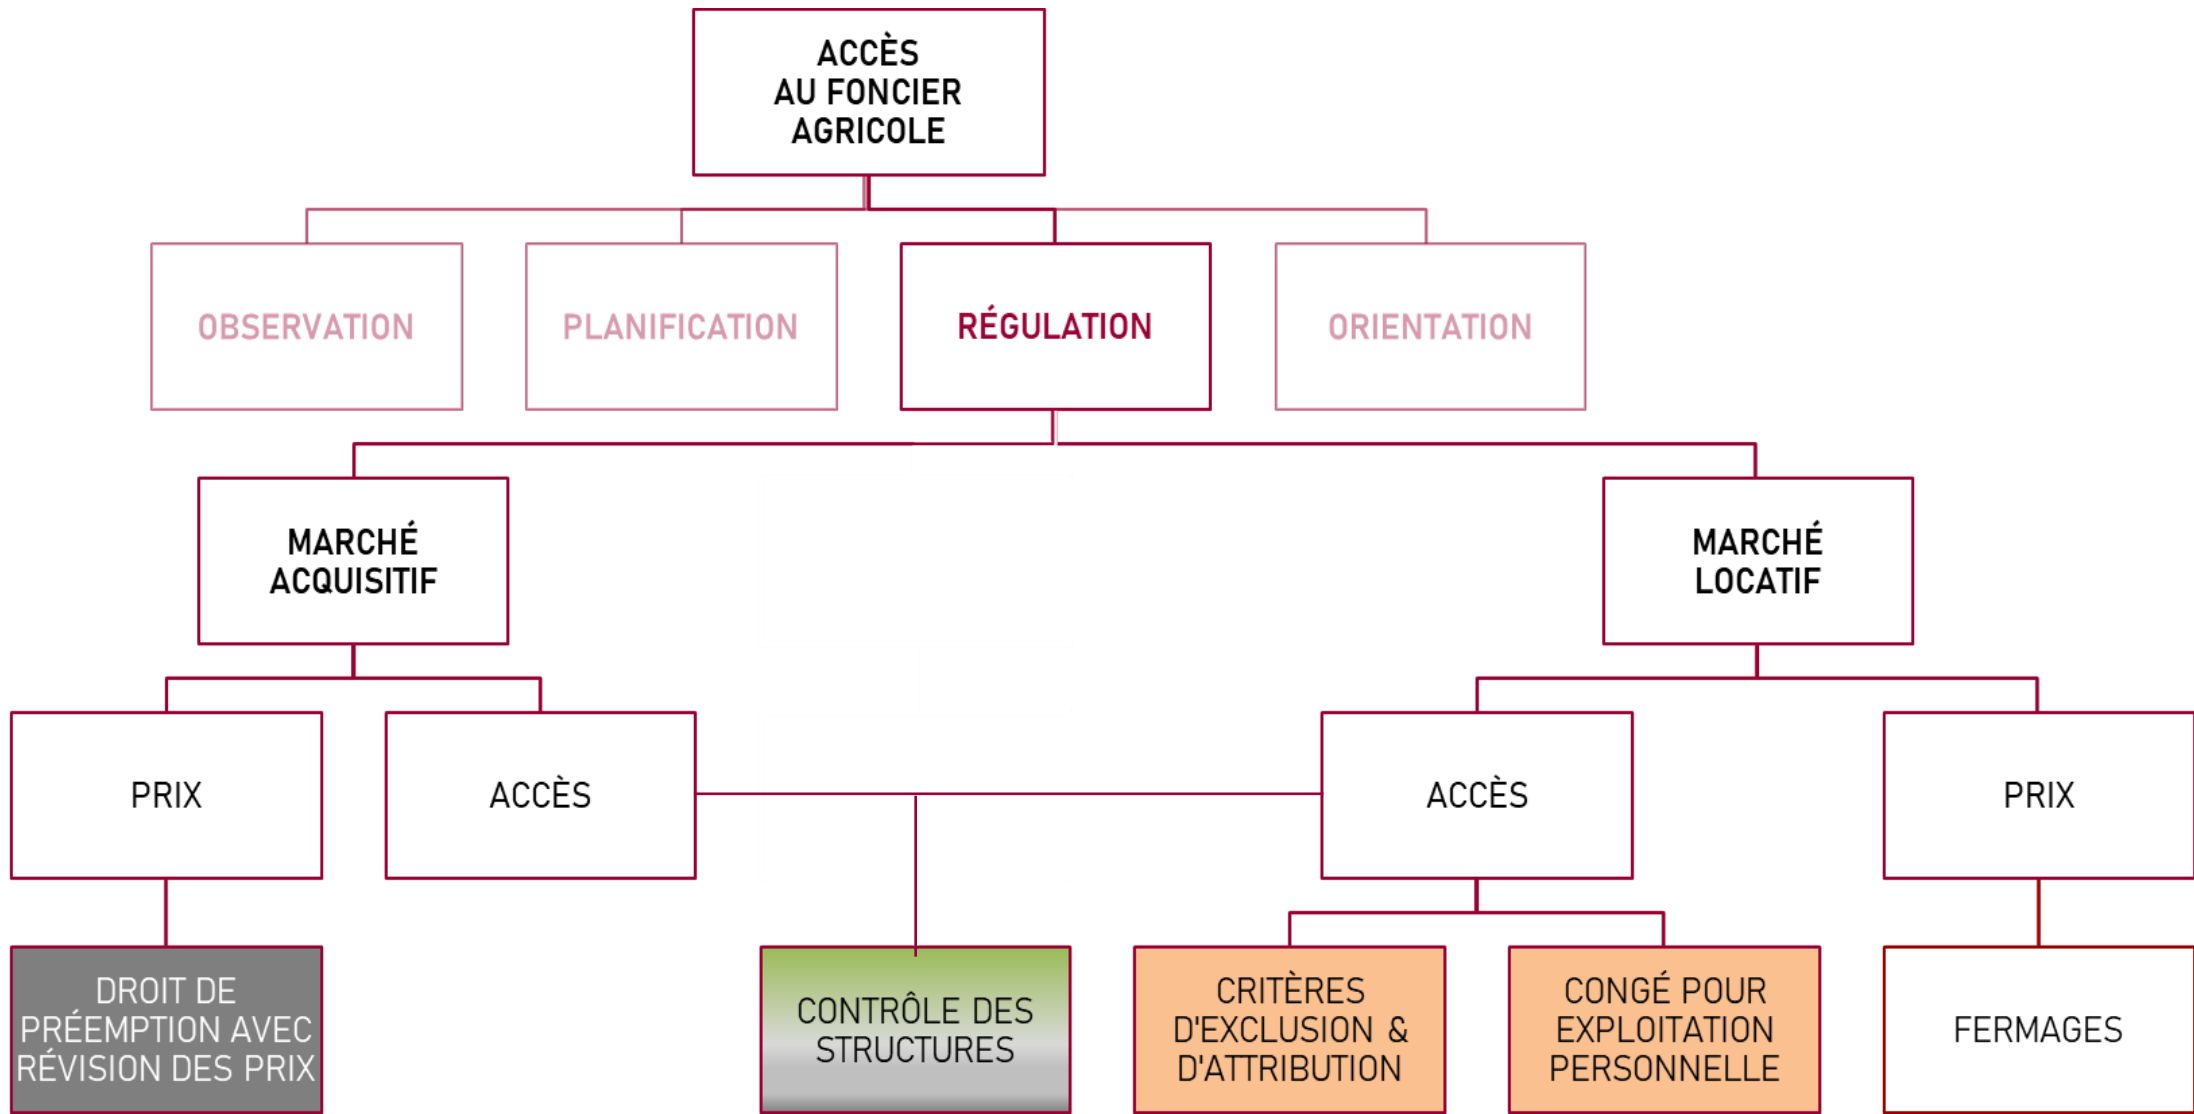 ACCÈS
AU FONCIER
AGRICOLE
OBSERVATION
PLANIFICATION
RÉGULATION
ORIENTATION
MARCHÉ
ACQUISITIF
MARCHÉ
LOCATIF
PRIX
ACCÈS
ACCÈS
PRIX
DROIT DE
PRÉEMPTION AVEC
RÉVISION DES PRIX
CONTRÔLE DES
STRUCTURES
CRITÈRES
D'EXCLUSION &
D'ATTRIBUTION
CONGÉ POUR
EXPLOITATION
PERSONNELLE
FERMAGES